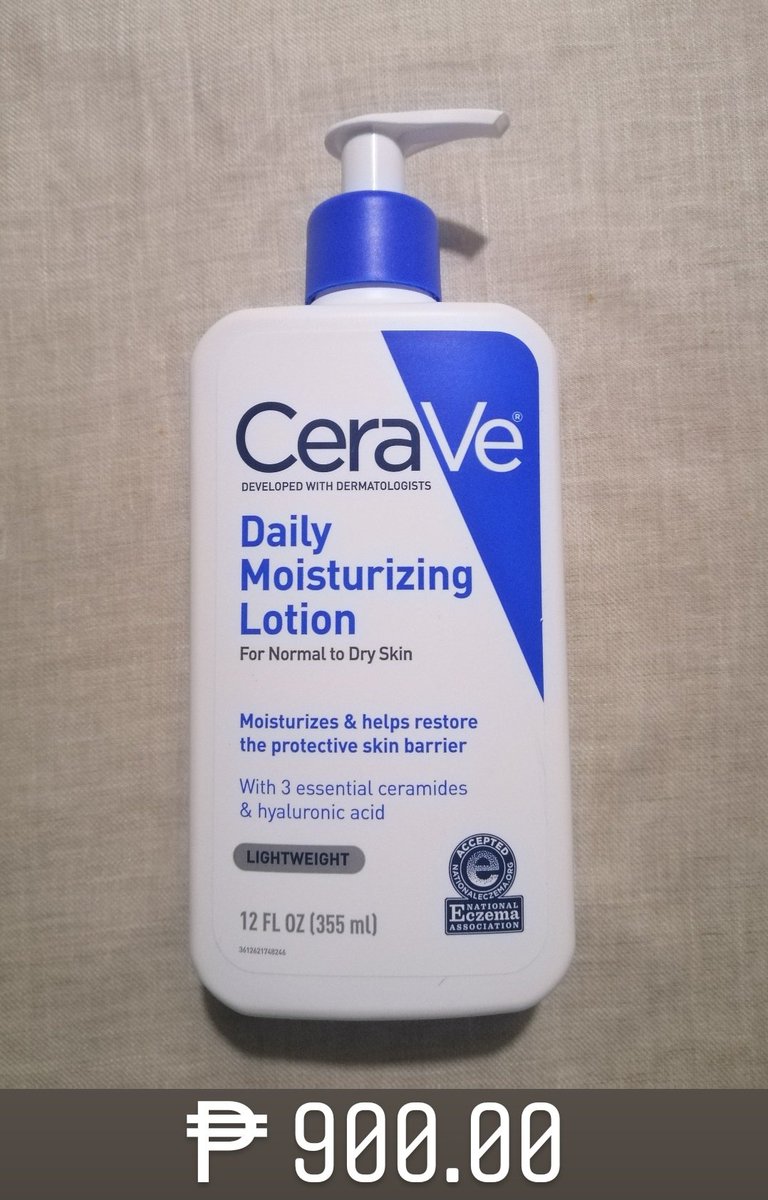 CeraVe®
DEVELOPED WITH DERMATOLOGISTS
Daily
Moisturizing
Lotion
For Normal to Dry Skin
Moisturizes & helps restore
the protective skin barrier
With 3 essential ceramides
& hyaluronic acid
LIGHTWEIGHT
ACCEPTED
NATIONALECZEMA.ORG
e
NATIONAL
Eczema
ASSOCIATION
12 FL OZ (355 ml)
3612621748246
₱ 900.00